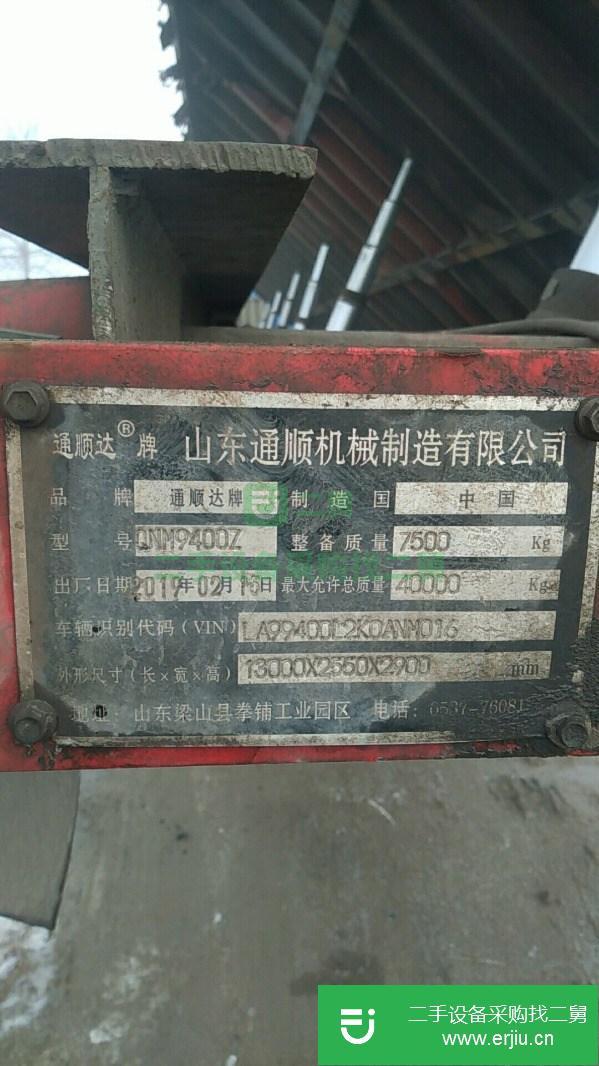 通顺达®牌 山东通顺机械制造有限公司
品牌 通顺达牌 制造国 中国
型号 QNM9400Z 整备质量 7500 Kg
出厂日期 2019年02月 日 最大允许总质量 40000 Kg
车辆识别代码(VIN) LA99400L2K0ANM016
外形尺寸(长×宽×高) 13000X2550X2900 mm
地址:山东梁山县拳铺工业园区 电话:0537-76081
二手设备采购找二舅
www.erjiu.cn